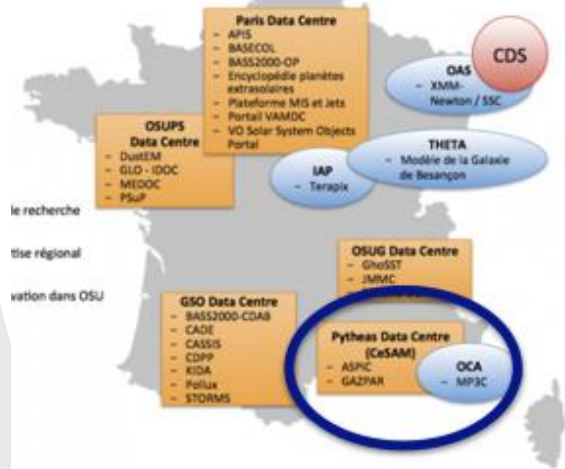 Paris Data Centre
– APIS
– BASECOL
– BASS2000-OP
– Encyclopédie planètes
extrasolaires
– Plateforme MIS et Jets
– Portail VAMDC
– VO Solar System Objects
Portal
CDS
OAS
– XMM-
Newton / SSC
OSUPS
Data Centre
– DustEM
– GLO - IDOC
– MEDOC
– PSuP
THETA
– Modèle de la Galaxie
de Besançon
IAP
– Terapix
le recherche
tise régional
vation dans OSU
OSUG Data Centre
– GhoSST
– JMMC
GSO Data Centre
– BASS2000-CDAB
– CADE
– CASSIS
– CDPP
– KIDA
– Pollux
– STORMS
Pytheas Data Centre
(CeSAM)
– ASPIC
– GAZPAR
OCA
– MP3C